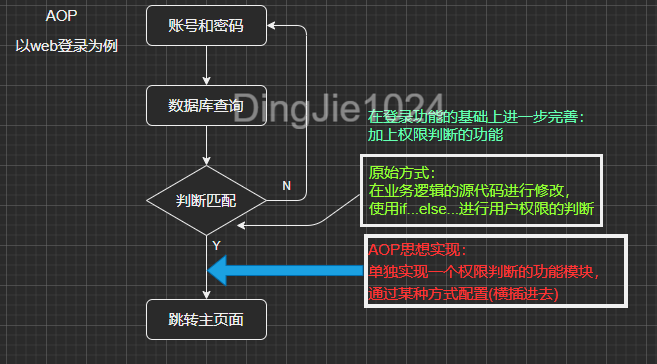 AOP
以web登录为例
账号和密码
数据库查询
DingJie1024
在登录功能的基础上进一步完善：
加上权限判断的功能
判断匹配
N
原始方式：
在业务逻辑的源代码进行修改，
使用if...else...进行用户权限的判断
Y
AOP思想实现：
单独实现一个权限判断的功能模块，
通过某种方式配置(横插进去)
跳转主页面